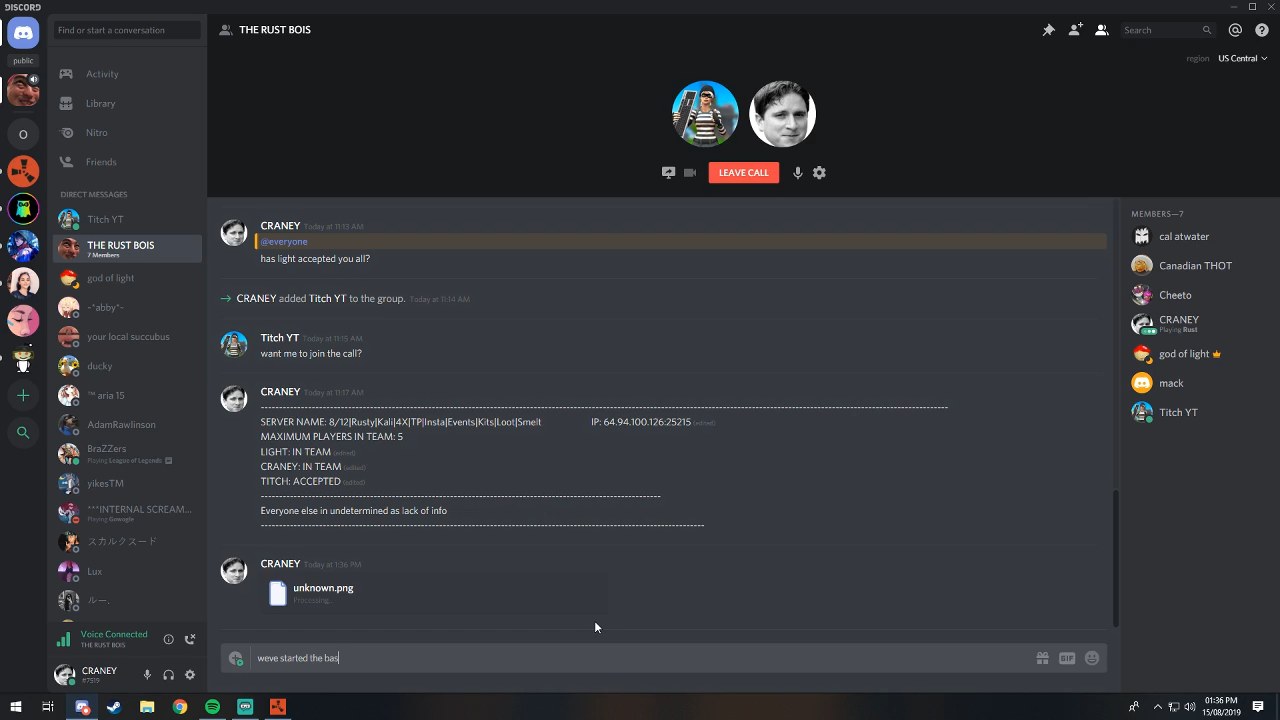 DISCORD
Find or start a conversation
THE RUST BOIS
Search
public
region US Central
Activity
Library
Nitro
Friends
LEAVE CALL
DIRECT MESSAGES
Titch YT
THE RUST BOIS
7 Members
god of light
-*abby*-
your local succubus
ducky
™ aria 15
AdamRawlinson
BraZZers
Playing League of Legends
yikesTM
***INTERNAL SCREAM...
Playing Gowogle
スカルクスード
Lux
ルー.
Voice Connected
THE RUST BOIS
CRANEY
#7519
O
CRANEY Today at 11:13 AM
@everyone
has light accepted you all?
CRANEY added Titch YT to the group. Today at 11:14 AM
Titch YT Today at 11:15 AM
want me to join the call?
CRANEY Today at 11:17 AM
SERVER NAME: 8/12|Rusty|Kali|4X|TP|Insta|Events|Kits|Loot|Smelt IP: 64.94.100.126:25215 (edited)
MAXIMUM PLAYERS IN TEAM: 5
LIGHT: IN TEAM (edited)
CRANEY: IN TEAM (edited)
TITCH: ACCEPTED (edited)
Everyone else in undetermined as lack of info
CRANEY Today at 1:36 PM
unknown.png
Processing...
weve started the bas
GIF
MEMBERS—7
cal atwater
Canadian THOT
Cheeto
CRANEY
Playing Rust
god of light
mack
Titch YT
01:36 PM
15/08/2019